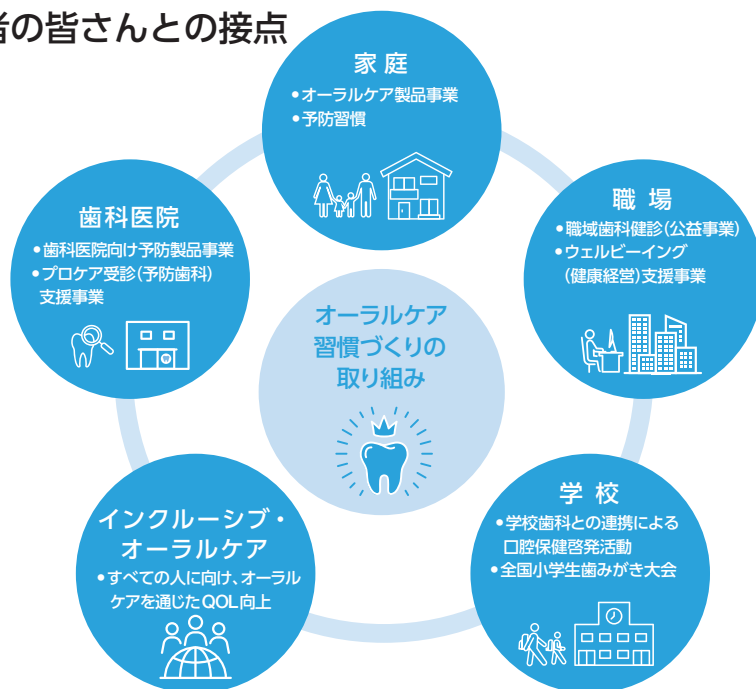 者の皆さんとの接点
家庭
•オーラルケア製品事業
•予防習慣
職場
•職域歯科健診(公益事業)
•ウェルビーイング
(健康経営)支援事業
学校
•学校歯科との連携による
口腔保健啓発活動
•全国小学生歯みがき大会
インクルーシブ・
オーラルケア
•すべての人に向け、オーラル
ケアを通じたQOL向上
歯科医院
•歯科医院向け予防製品事業
•プロケア受診(予防歯科)
支援事業
オーラルケア
習慣づくりの
取り組み